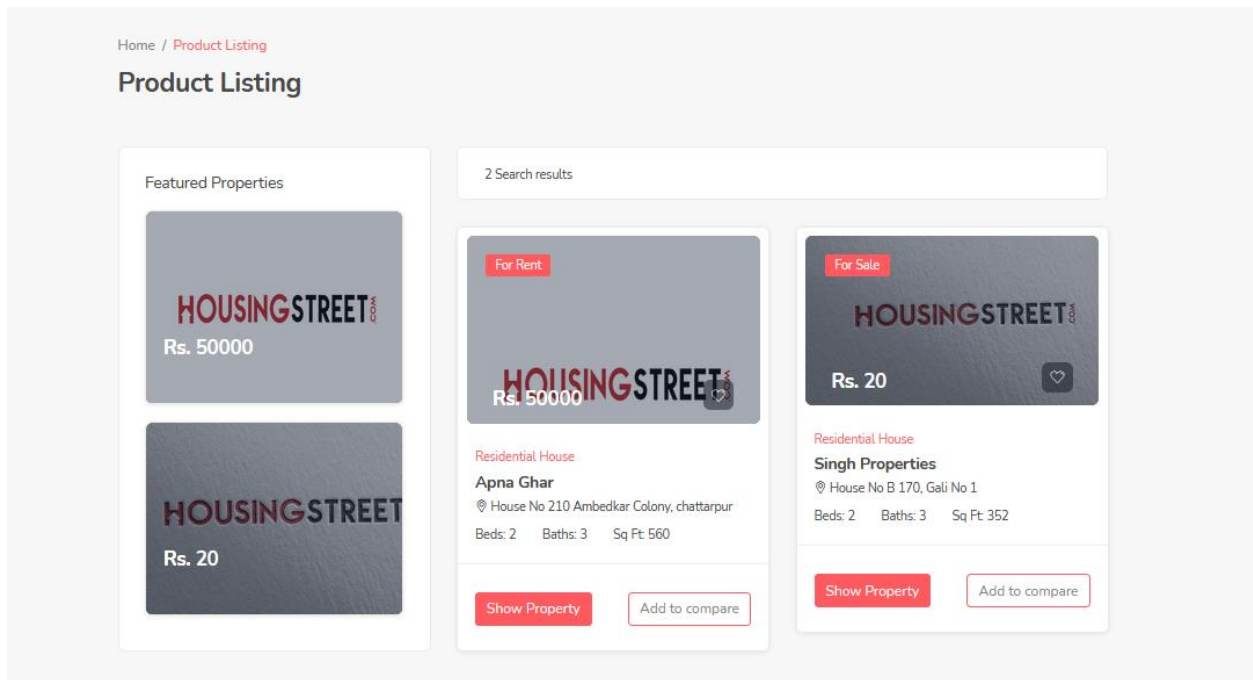 Home / Product Listing
Product Listing
Featured Properties
HOUSINGSTREET.COM
Rs. 50000
HOUSINGSTREET
Rs. 20
2 Search results
For Rent
HOUSINGSTREET.COM
Rs. 50000
Residential House
Apna Ghar
House No 210 Ambedkar Colony, chattarpur
Beds: 2 Baths: 3 Sq Ft: 560
Show Property Add to compare
For Sale
HOUSINGSTREET.COM
Rs. 20
Residential House
Singh Properties
House No B 170, Gali No 1
Beds: 2 Baths: 3 Sq Ft: 352
Show Property Add to compare